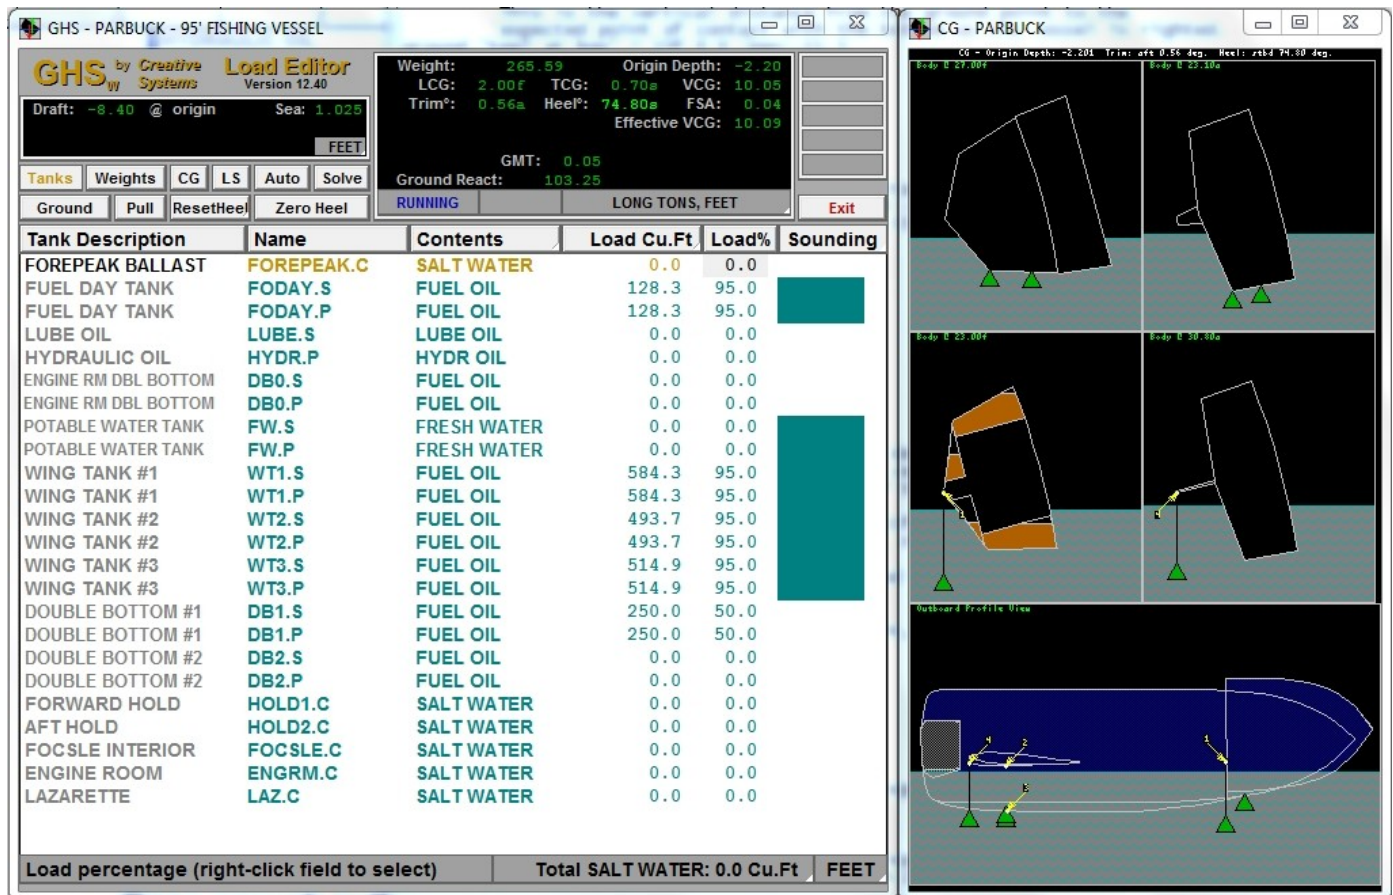 GHS - PARBUCK - 95' FISHING VESSEL
GHS W by Creative Systems Load Editor
Version 12.40
Draft: -8.40 @ origin Sea: 1.025
FEET
Tanks Weights CG LS Auto Solve
Ground Pull ResetHeel Zero Heel
Weight: 265.59 Origin Depth: -2.20
LCG: 2.00f TCG: 0.70s VCG: 10.05
Trim°: 0.56a Heel°: 74.80s FSA: 0.04
Effective VCG: 10.09
GMT: 0.05
Ground React: 103.25
RUNNING LONG TONS, FEET
Exit
Tank Description Name Contents Load Cu.Ft Load% Sounding
FOREPEAK BALLAST FOREPEAK.C SALT WATER 0.0 0.0
FUEL DAY TANK FODAY.S FUEL OIL 128.3 95.0
FUEL DAY TANK FODAY.P FUEL OIL 128.3 95.0
LUBE OIL LUBE.S LUBE OIL 0.0 0.0
HYDRAULIC OIL HYDR.P HYDR OIL 0.0 0.0
ENGINE RM DBL BOTTOM DB0.S FUEL OIL 0.0 0.0
ENGINE RM DBL BOTTOM DB0.P FUEL OIL 0.0 0.0
POTABLE WATER TANK FW.S FRESH WATER 0.0 0.0
POTABLE WATER TANK FW.P FRESH WATER 0.0 0.0
WING TANK #1 WT1.S FUEL OIL 584.3 95.0
WING TANK #1 WT1.P FUEL OIL 584.3 95.0
WING TANK #2 WT2.S FUEL OIL 493.7 95.0
WING TANK #2 WT2.P FUEL OIL 493.7 95.0
WING TANK #3 WT3.S FUEL OIL 514.9 95.0
WING TANK #3 WT3.P FUEL OIL 514.9 95.0
DOUBLE BOTTOM #1 DB1.S FUEL OIL 250.0 50.0
DOUBLE BOTTOM #1 DB1.P FUEL OIL 250.0 50.0
DOUBLE BOTTOM #2 DB2.S FUEL OIL 0.0 0.0
DOUBLE BOTTOM #2 DB2.P FUEL OIL 0.0 0.0
FORWARD HOLD HOLD1.C SALT WATER 0.0 0.0
AFT HOLD HOLD2.C SALT WATER 0.0 0.0
FOCSLE INTERIOR FOCSLE.C SALT WATER 0.0 0.0
ENGINE ROOM ENGRM.C SALT WATER 0.0 0.0
LAZARETTE LAZ.C SALT WATER 0.0 0.0
Load percentage (right-click field to select) Total SALT WATER: 0.0 Cu.Ft FEET
CG - PARBUCK
CG - Origin Depth: -2.201 Trim: aft 0.56 deg. Heel: stbd 74.80 deg.
Body @ 27.00f
Body @ 23.10a
Body @ 23.00f
1
Body @ 30.80a
4
Outboard Profile View
4
2
1
3